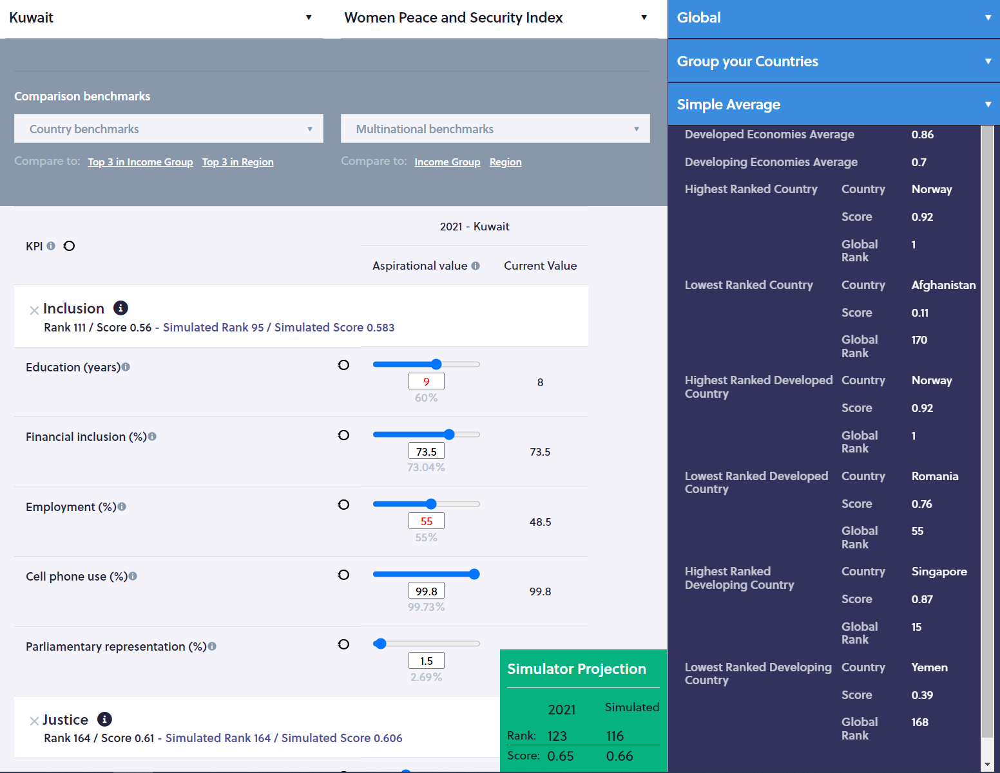 Kuwait
Women Peace and Security Index
Comparison benchmarks
Country benchmarks
Multinational benchmarks
Compare to: Top 3 in Income Group Top 3 in Region
Compare to: Income Group Region
2021 - Kuwait
KPI
Aspirational value Current Value
Inclusion
Rank 111 / Score 0.56 - Simulated Rank 95 / Simulated Score 0.583
Education (years)
9
8
60%
Financial inclusion (%)
73.5
73.5
73.04%
Employment (%)
55
48.5
55%
Cell phone use (%)
99.8
99.8
99.73%
Parliamentary representation (%)
1.5
2.69%
Justice
Rank 164 / Score 0.61 - Simulated Rank 164 / Simulated Score 0.606
Simulator Projection
2021 Simulated
Rank: 123 116
Score: 0.65 0.66
Global
Group your Countries
Simple Average
Developed Economies Average 0.86
Developing Economies Average 0.7
Highest Ranked Country Country Norway
Score 0.92
Global Rank 1
Lowest Ranked Country Country Afghanistan
Score 0.11
Global Rank 170
Highest Ranked Developed Country Country Norway
Score 0.92
Global Rank 1
Lowest Ranked Developed Country Country Romania
Score 0.76
Global Rank 55
Highest Ranked Developing Country Country Singapore
Score 0.87
Global Rank 15
Lowest Ranked Developing Country Country Yemen
Score 0.39
Global Rank 168